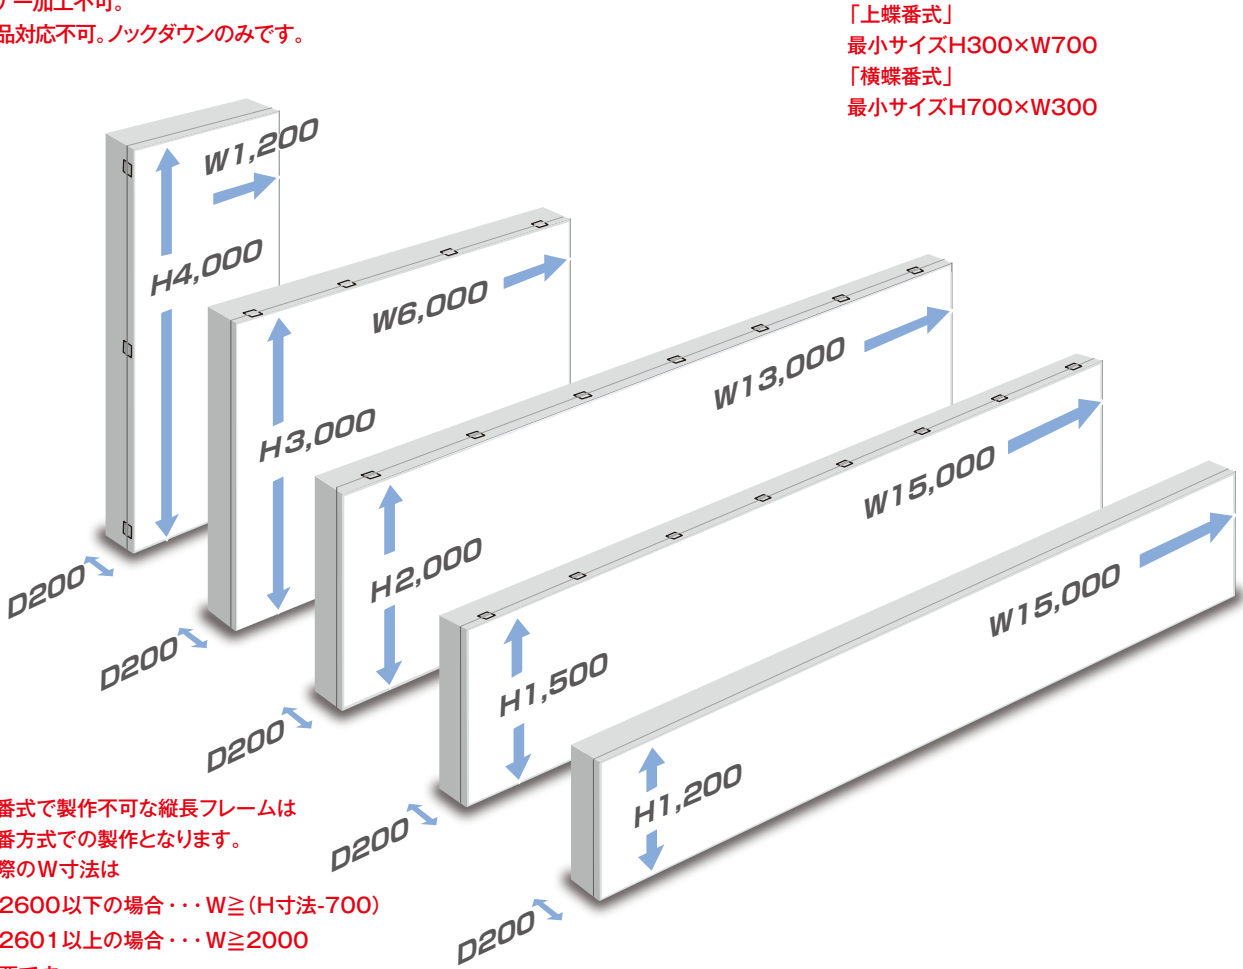 ナー加工不可。
品対応不可。ノックダウンのみです。
「上蝶番式」
最小サイズH300×W700
「横蝶番式」
最小サイズH700×W300
W1,200
H4,000
D200
W6,000
H3,000
D200
W13,000
H2,000
D200
W15,000
H1,500
D200
W15,000
H1,200
D200
番式で製作不可な縦長フレームは
番方式での製作となります。
際のW寸法は
2600以下の場合・・・W≧(H寸法-700)
2601以上の場合・・・W≧2000